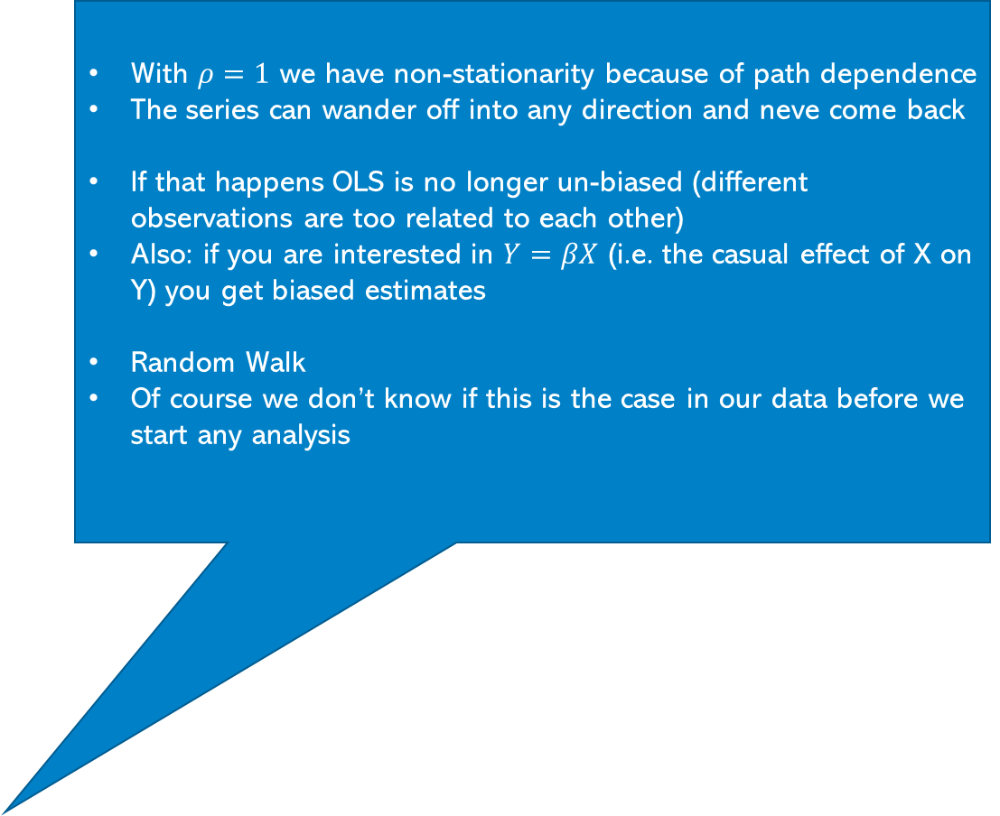 • With 𝜌 = 1 we have non-stationarity because of path dependence
• The series can wander off into any direction and neve come back
• If that happens OLS is no longer un-biased (different
observations are too related to each other)
• Also: if you are interested in 𝑌 = 𝛽𝑋 (i.e. the casual effect of X on
Y) you get biased estimates
• Random Walk
• Of course we don’t know if this is the case in our data before we
start any analysis